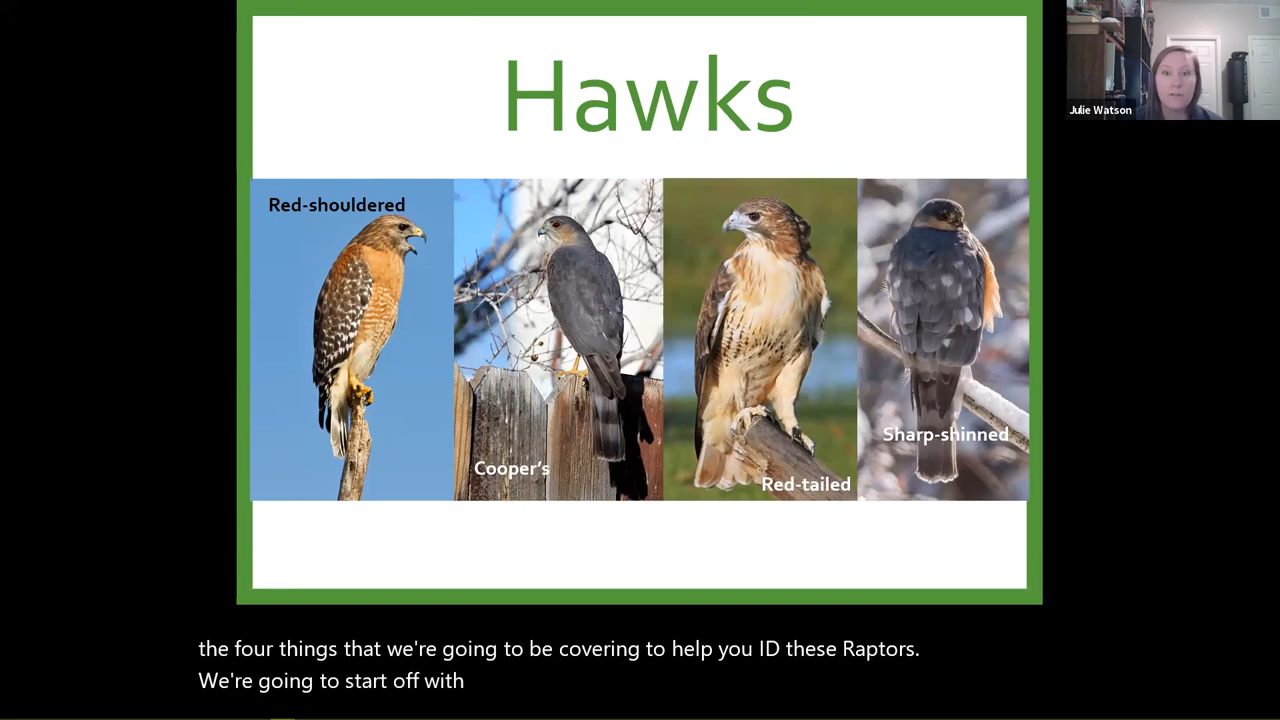 Hawks
Julie Watson
Red-shouldered
Cooper's
Red-tailed
Sharp-shinned
the four things that we're going to be covering to help you ID these Raptors.
We're going to start off with